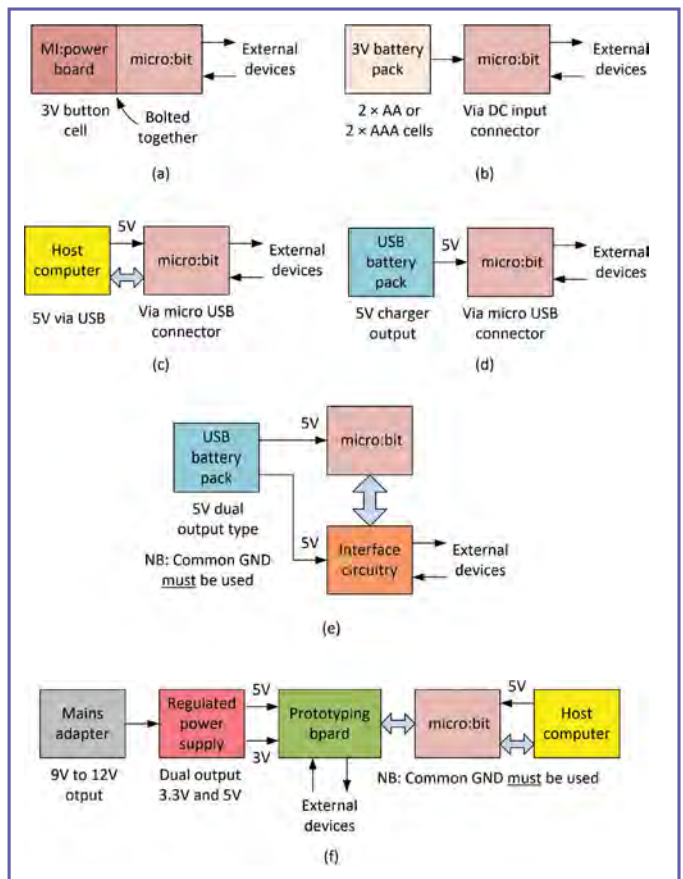 MI:power
board
micro:bit
External
devices
3V button
cell
Bolted
together
(a)
3V battery
pack
micro:bit
External
devices
2 × AA or
2 × AAA cells
Via DC input
connector
(b)
Host
computer
5V
micro:bit
External
devices
5V via USB
Via micro USB
connector
(c)
USB
battery
pack
5V
micro:bit
External
devices
5V charger
output
Via micro USB
connector
(d)
USB
battery
pack
5V
micro:bit
5V dual
output type
NB: Common GND
must be used
5V
Interface
circuitry
External
devices
(e)
Mains
adapter
9V to 12V
otput
Regulated
power
supply
Dual output
3.3V and 5V
5V
3V
Prototyping
bpard
External
devices
micro:bit
5V
Host
computer
NB: Common GND must be used
(f)